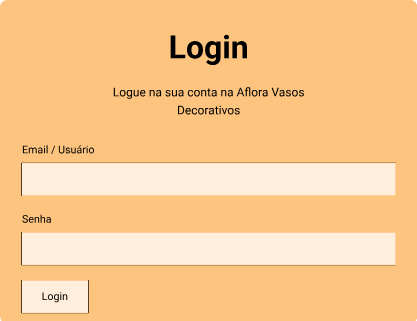 Login
Logue na sua conta na Aflora Vasos
Decorativos
Email / Usuário
Senha
Login